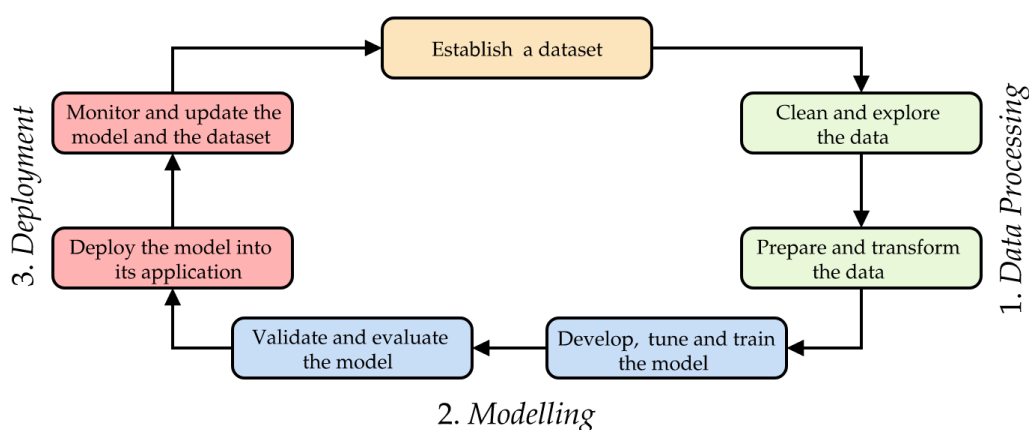 Establish a dataset
Clean and explore
the data
Prepare and transform
the data
1. Data Processing
Develop, tune and train
the model
Validate and evaluate
the model
2. Modelling
Deploy the model into
its application
Monitor and update the
model and the dataset
3. Deployment